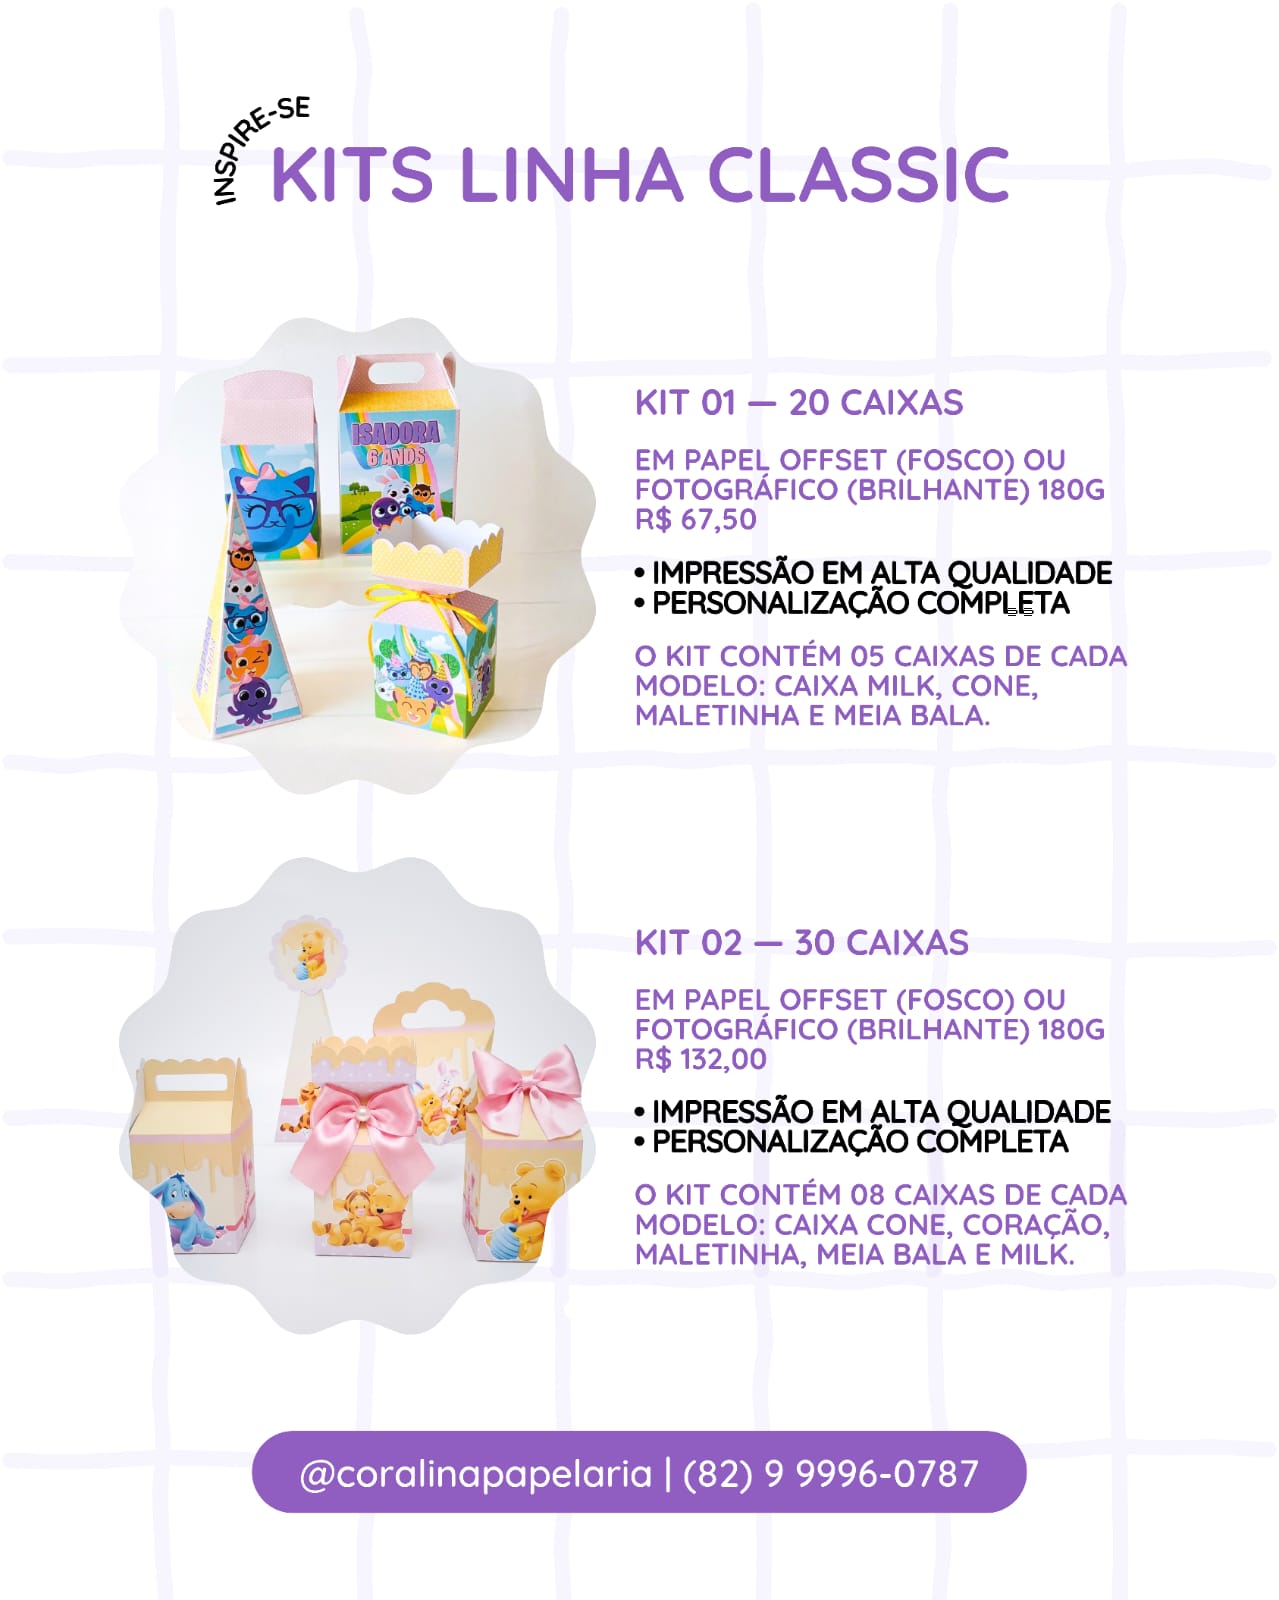 INSPIRE-SE
KITS LINHA CLASSIC
ISADORA
6 ANOS
KIT 01 — 20 CAIXAS
EM PAPEL OFFSET (FOSCO) OU
FOTOGRÁFICO (BRILHANTE) 180G
R$ 67,50
• IMPRESSÃO EM ALTA QUALIDADE
• PERSONALIZAÇÃO COMPLETA
O KIT CONTÉM 05 CAIXAS DE CADA
MODELO: CAIXA MILK, CONE,
MALETINHA E MEIA BALA.
KIT 02 — 30 CAIXAS
EM PAPEL OFFSET (FOSCO) OU
FOTOGRÁFICO (BRILHANTE) 180G
R$ 132,00
• IMPRESSÃO EM ALTA QUALIDADE
• PERSONALIZAÇÃO COMPLETA
O KIT CONTÉM 08 CAIXAS DE CADA
MODELO: CAIXA CONE, CORAÇÃO,
MALETINHA, MEIA BALA E MILK.
@coralinapapelaria | (82) 9 9996-0787